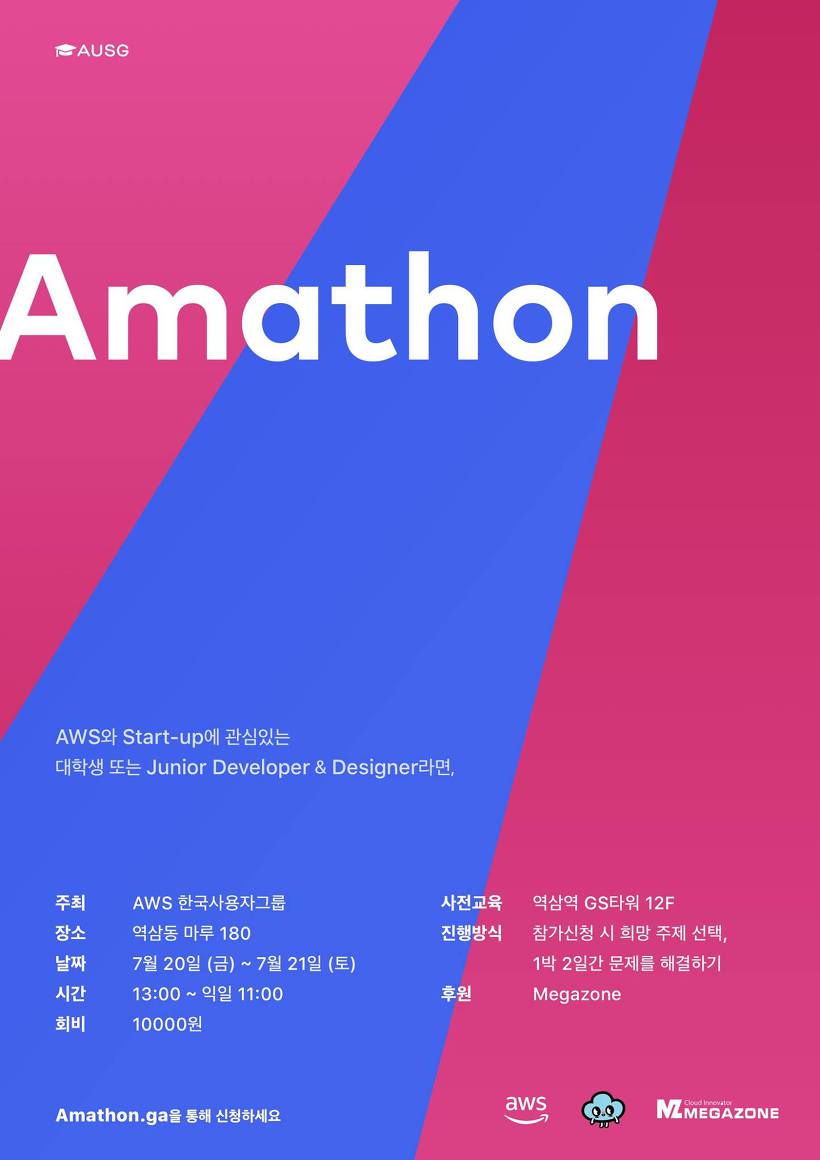 AUSG
Amathon
AWS와 Start-up에 관심있는
대학생 또는 Junior Developer & Designer라면,
주최 AWS 한국사용자그룹
장소 역삼동 마루 180
날짜 7월 20일 (금) ~ 7월 21일 (토)
시간 13:00 ~ 익일 11:00
회비 10000원
사전교육 역삼역 GS타워 12F
진행방식 참가신청 시 희망 주제 선택,
1박 2일간 문제를 해결하기
후원 Megazone
Amathon.ga을 통해 신청하세요
aws
Cloud Innovator
MZ MEGAZONE